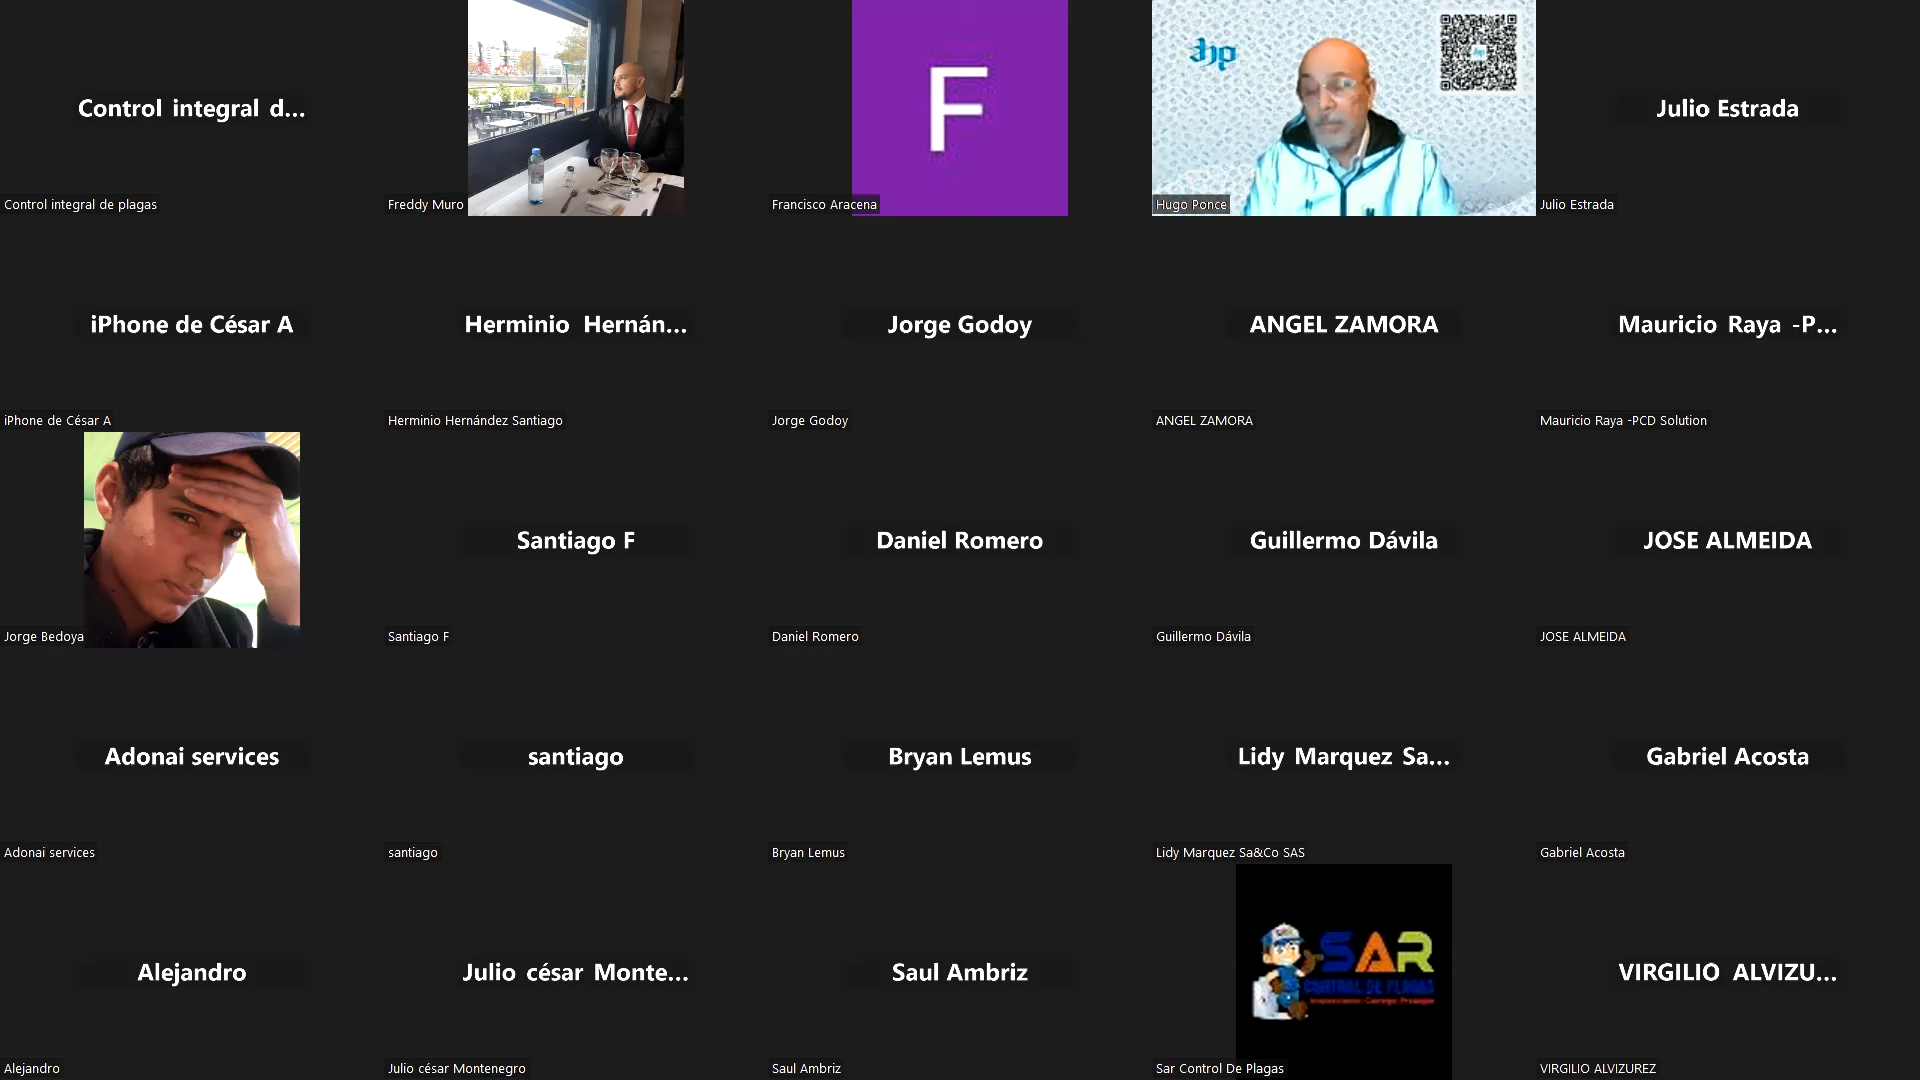 Control integral d...
Control integral de plagas
Freddy Muro
F
Francisco Aracena
hp
Hugo Ponce
Julio Estrada
Julio Estrada
iPhone de César A
iPhone de César A
Herminio Hernán...
Herminio Hernández Santiago
Jorge Godoy
Jorge Godoy
ANGEL ZAMORA
ANGEL ZAMORA
Mauricio Raya -P...
Mauricio Raya -PCD Solution
Jorge Bedoya
Santiago F
Santiago F
Daniel Romero
Daniel Romero
Guillermo Dávila
Guillermo Dávila
JOSE ALMEIDA
JOSE ALMEIDA
Adonai services
Adonai services
santiago
santiago
Bryan Lemus
Bryan Lemus
Lidy Marquez Sa...
Lidy Marquez Sa&Co SAS
Gabriel Acosta
Gabriel Acosta
Alejandro
Alejandro
Julio césar Monte...
Julio césar Montenegro
Saul Ambriz
Saul Ambriz
SAR
CONTROL DE PLAGAS
Sar Control De Plagas
VIRGILIO ALVIZU...
VIRGILIO ALVIZUREZ